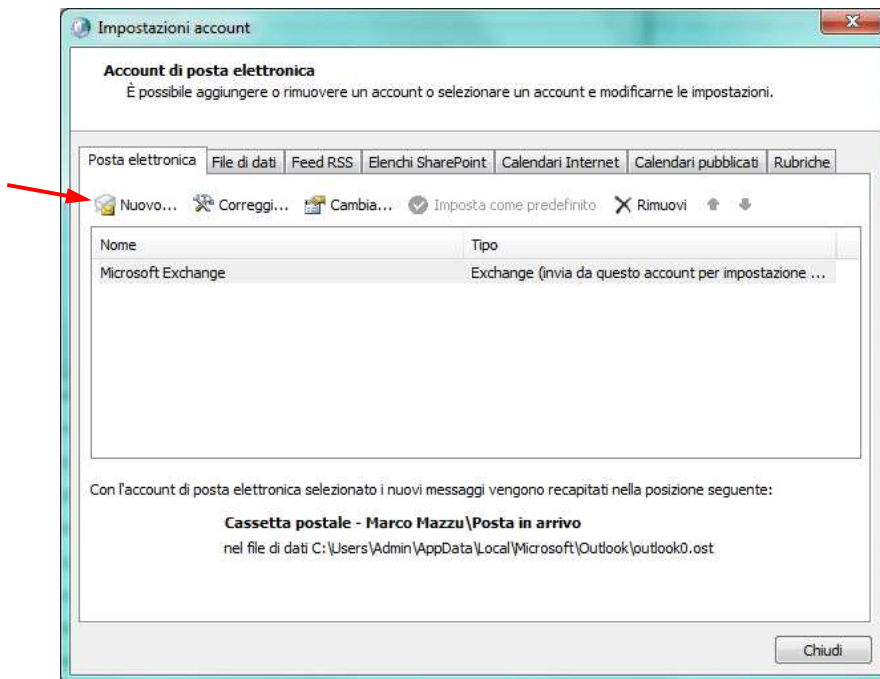 Impostazioni account
Account di posta elettronica
È possibile aggiungere o rimuovere un account o selezionare un account e modificarne le impostazioni.
Posta elettronica File di dati Feed RSS Elenchi SharePoint Calendari Internet Calendari pubblicati Rubriche
Nuovo... Correggi... Cambia... Imposta come predefinito Rimuovi
Nome Tipo
Microsoft Exchange Exchange (invia da questo account per impostazione ...
Con l'account di posta elettronica selezionato i nuovi messaggi vengono recapitati nella posizione seguente:
Cassetta postale - Marco Mazzu\Posta in arrivo
nel file di dati C:\Users\Admin\AppData\Local\Microsoft\Outlook\outlook0.ost
Chiudi